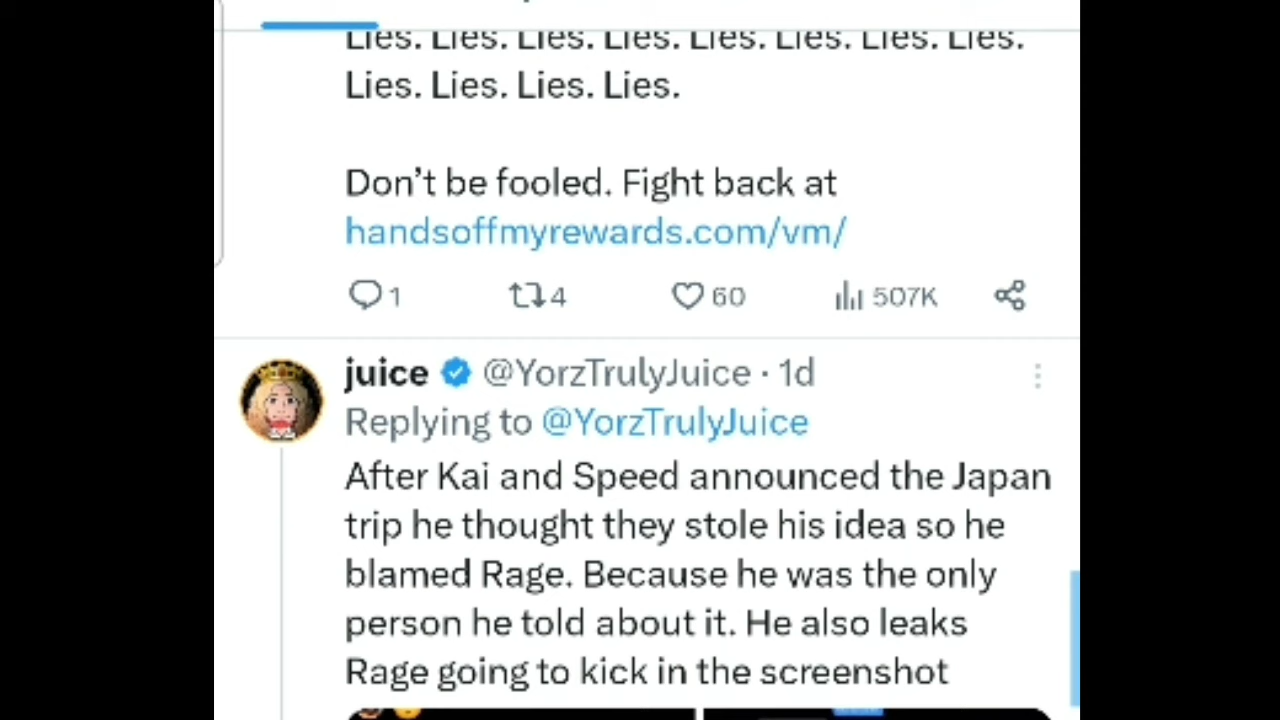 Lies. Lies. Lies. Lies. Lies. Lies. Lies. Lies.
Lies. Lies. Lies. Lies.
Don't be fooled. Fight back at
handsoffmyrewards.com/vm/
1 4 60 507K
juice @YorzTrulyJuice · 1d
Replying to @YorzTrulyJuice
After Kai and Speed announced the Japan
trip he thought they stole his idea so he
blamed Rage. Because he was the only
person he told about it. He also leaks
Rage going to kick in the screenshot